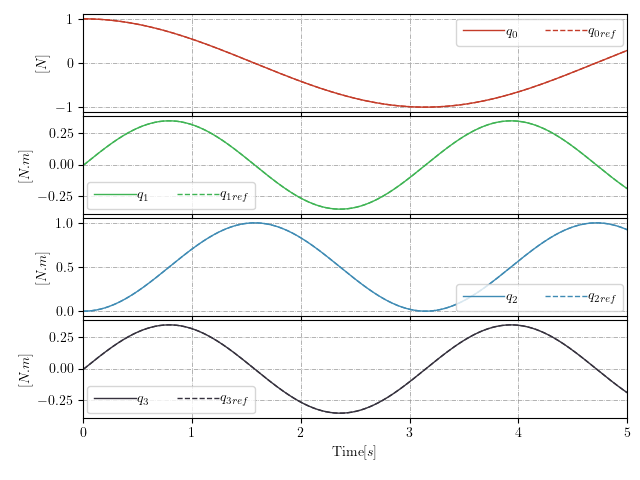 1
0
−1
[N]
q0
q0ref
0.25
0.00
−0.25
[N.m]
q1
q1ref
1.0
0.5
0.0
[N.m]
q2
q2ref
0.25
0.00
−0.25
[N.m]
q3
q3ref
0 1 2 3 4 5
Time[s]